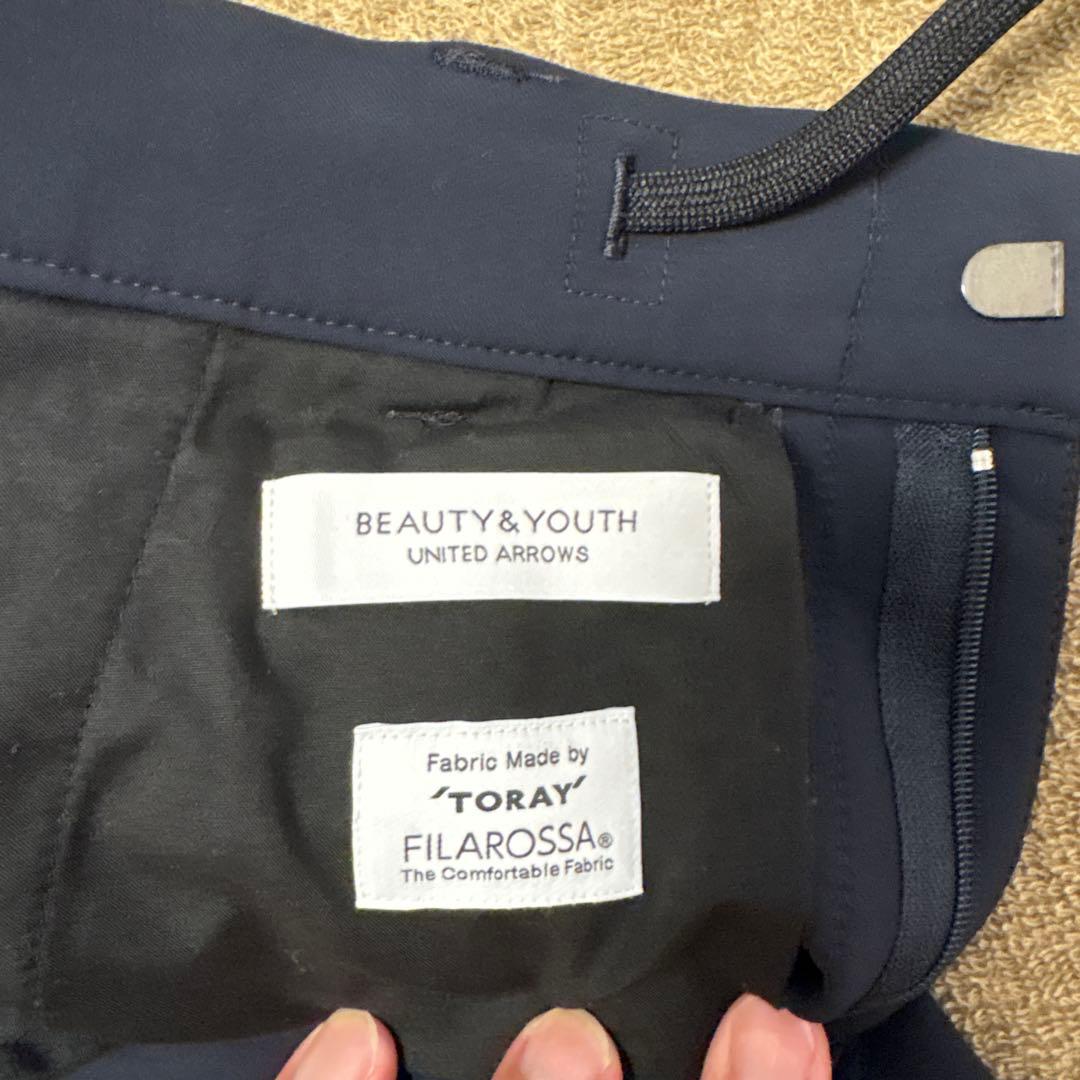 BEAUTY&YOUTH
UNITED ARROWS
Fabric Made by
'TORAY'
FILAROSSA®
The Comfortable Fabric